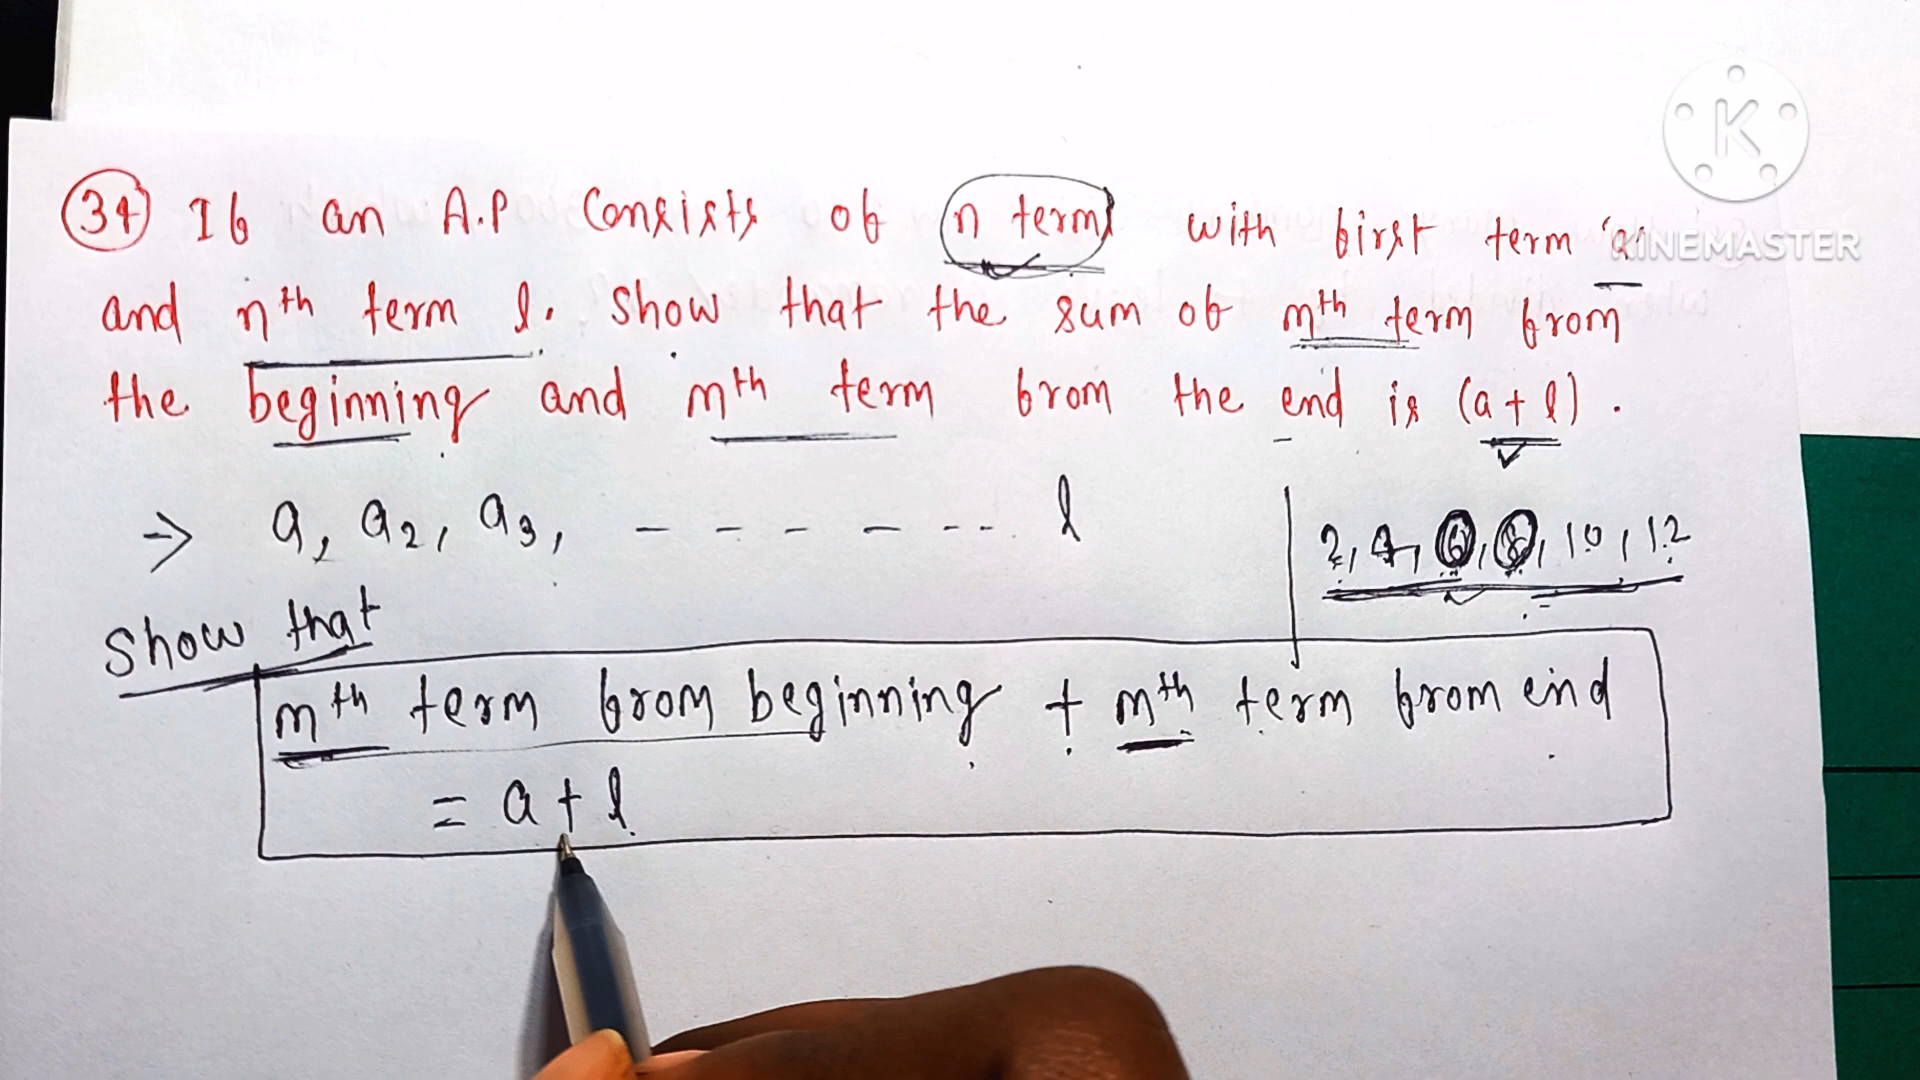 34 If an A.P consists of n terms with first term 'a'
and nth term l. show that the sum of mth term from
the beginning and mth term from the end is (a + l).
→ a, a2, a3, - - - - - - l
2, 4, 6, 8, 10, 12
show that
mth term from beginning + mth term from end
= a + l
K
KINEMASTER